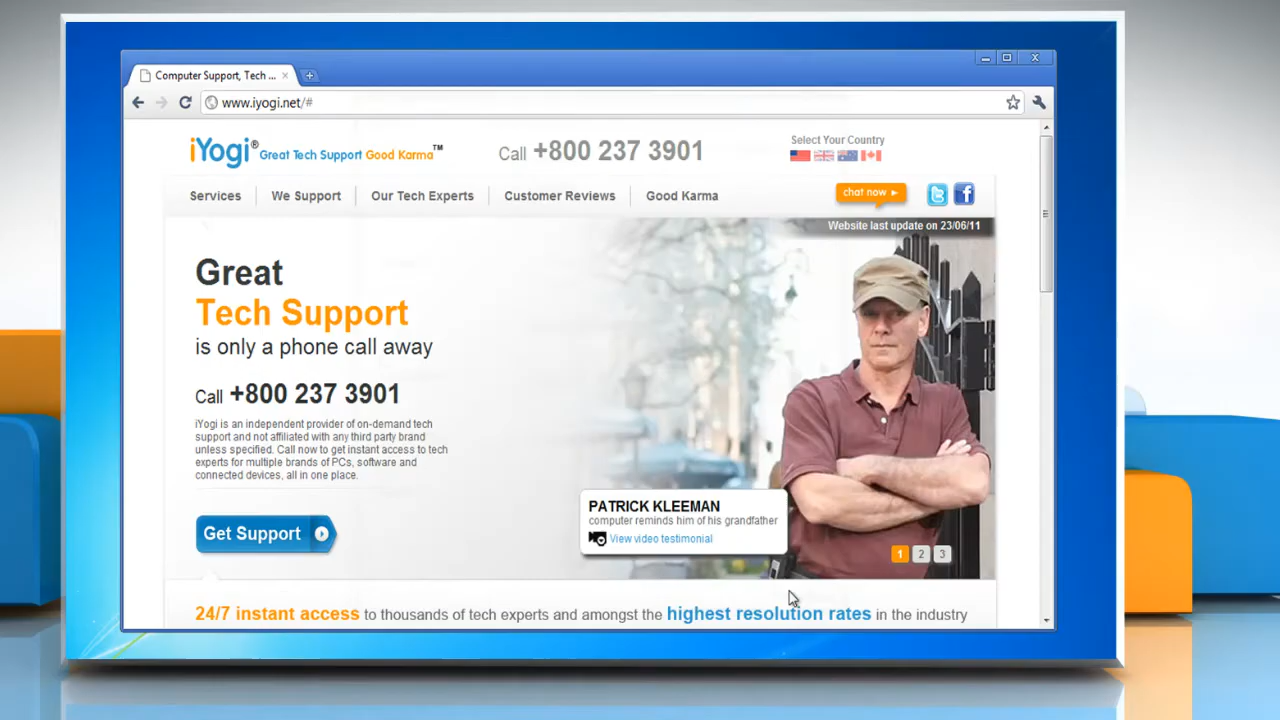 Computer Support, Tech ...
www.iyogi.net/#
iYogi® Great Tech Support Good Karma™
Call +800 237 3901
Select Your Country
Services
We Support
Our Tech Experts
Customer Reviews
Good Karma
chat now
Website last update on 23/06/11
Great
Tech Support
is only a phone call away
Call +800 237 3901
iYogi is an independent provider of on-demand tech
support and not affiliated with any third party brand
unless specified. Call now to get instant access to tech
experts for multiple brands of PCs, software and
connected devices, all in one place.
Get Support
PATRICK KLEEMAN
computer reminds him of his grandfather
View video testimonial
1 2 3
24/7 instant access to thousands of tech experts and amongst the highest resolution rates in the industry